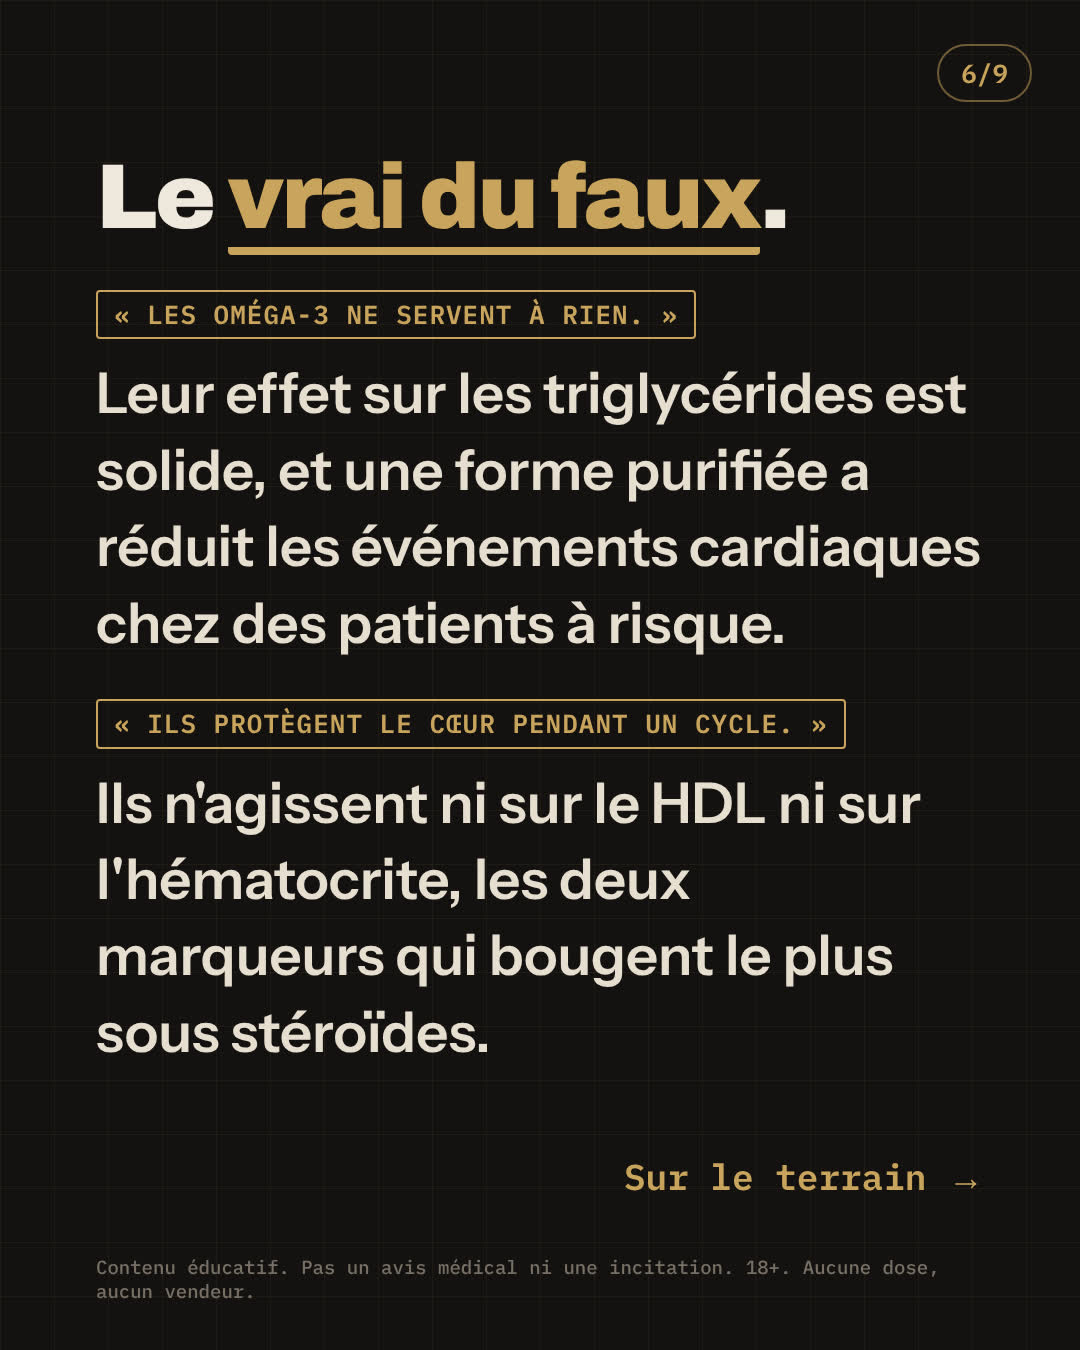 6/9
Le vrai du faux.
« LES OMÉGA-3 NE SERVENT À RIEN. »
Leur effet sur les triglycérides est
solide, et une forme purifiée a
réduit les événements cardiaques
chez des patients à risque.
« ILS PROTÈGENT LE CŒUR PENDANT UN CYCLE. »
Ils n'agissent ni sur le HDL ni sur
l'hématocrite, les deux
marqueurs qui bougent le plus
sous stéroïdes.
Sur le terrain →
Contenu éducatif. Pas un avis médical ni une incitation. 18+. Aucune dose,
aucun vendeur.